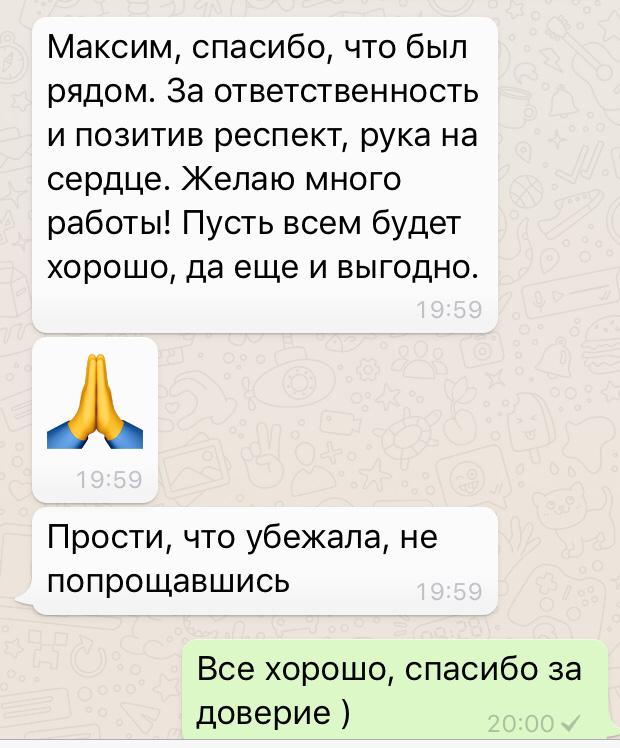 Максим, спасибо, что был
рядом. За ответственность
и позитив респект, рука на
сердце. Желаю много
работы! Пусть всем будет
хорошо, да еще и выгодно.
19:59
🙏
19:59
Прости, что убежала, не
попрощавшись
19:59
Все хорошо, спасибо за
доверие )
20:00